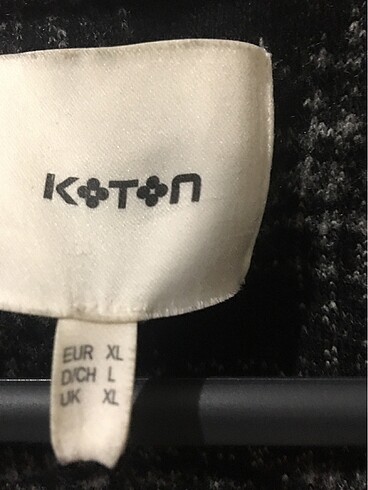 KOTON
EUR XL
D/CH L
UK XL